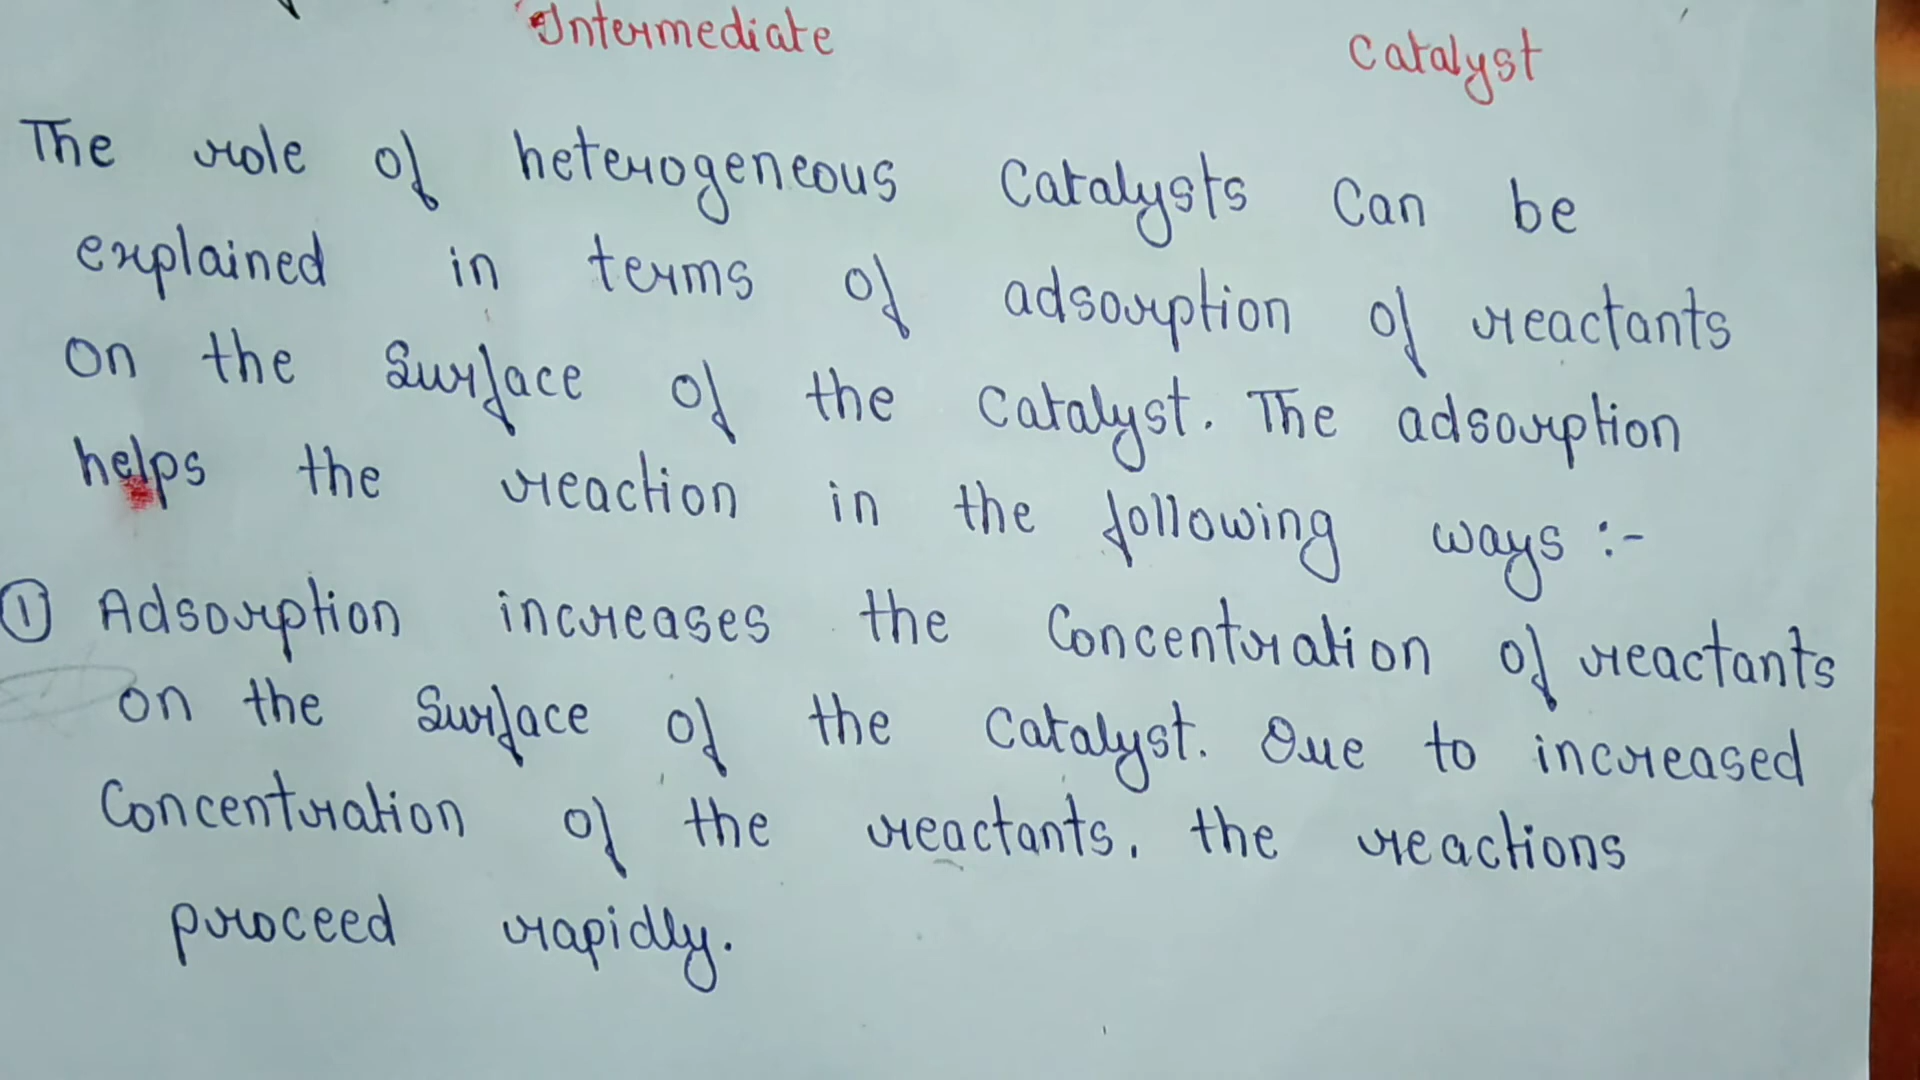 Intermediate Catalyst
The role of heterogeneous Catalysts Can be
explained in terms of adsorption of reactants
on the Surface of the Catalyst. The adsorption
helps the reaction in the following ways :-
① Adsorption increases the Concentration of reactants
on the Surface of the Catalyst. Due to increased
Concentration of the reactants, the reactions
proceed rapidly.